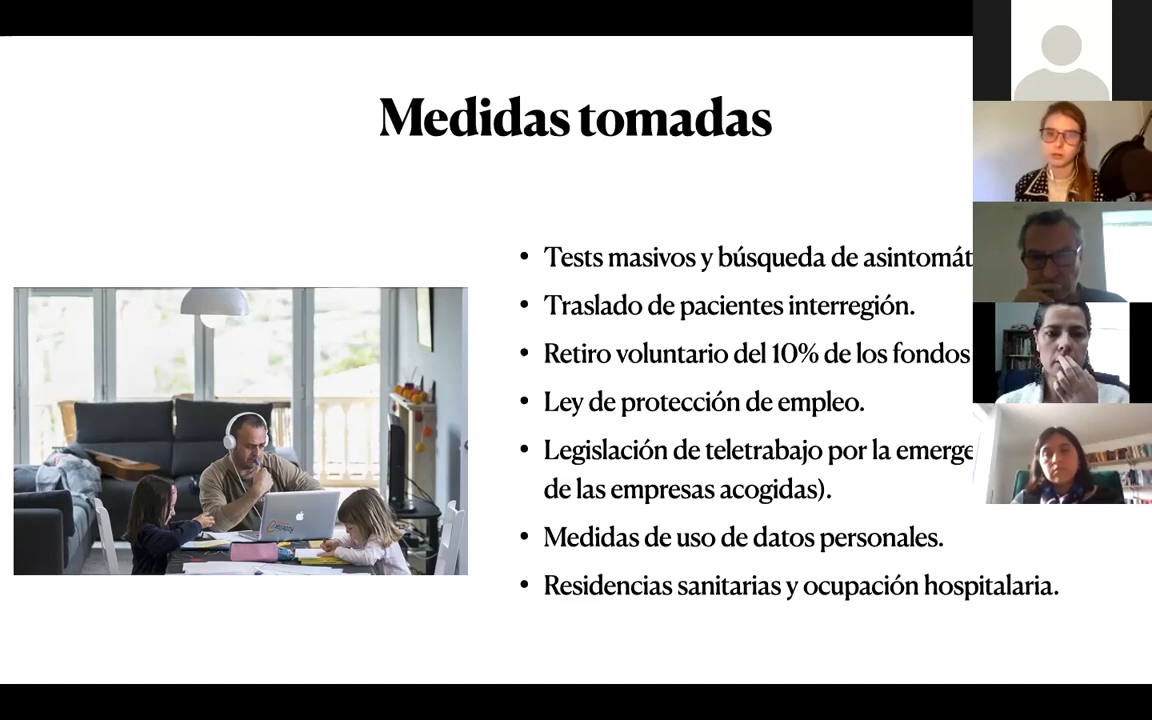 Medidas tomadas
• Tests masivos y búsqueda de
• Traslado de pacientes interregión.
• Retiro voluntario del 10% de los fondos
• Ley de protección de empleo.
• Legislación de teletrabajo por la
de las empresas acogidas).
• Medidas de uso de datos personales.
• Residencias sanitarias y ocupación hospitalaria.